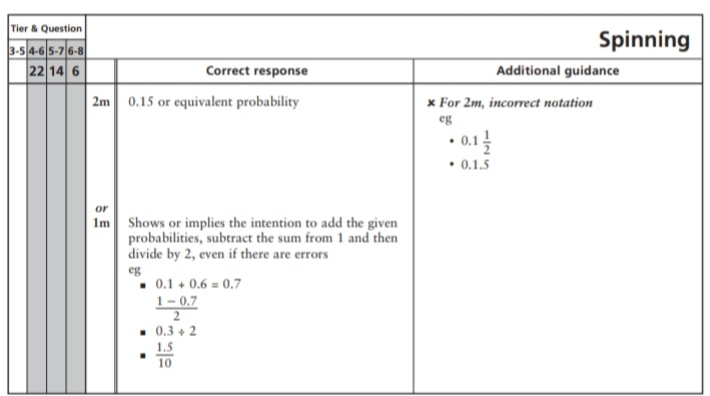 Tier & Question
Spinning
3-5 4-6 5-7 6-8
22 14 6
Correct response
Additional guidance
2m 0.15 or equivalent probability
✗ For 2m, incorrect notation
eg
• 0.1 1/2
• 0.1.5
or
1m Shows or implies the intention to add the given
probabilities, subtract the sum from 1 and then
divide by 2, even if there are errors
eg
▪ 0.1 + 0.6 = 0.7
1 – 0.7
2
▪ 0.3 ÷ 2
▪ 1.5
10